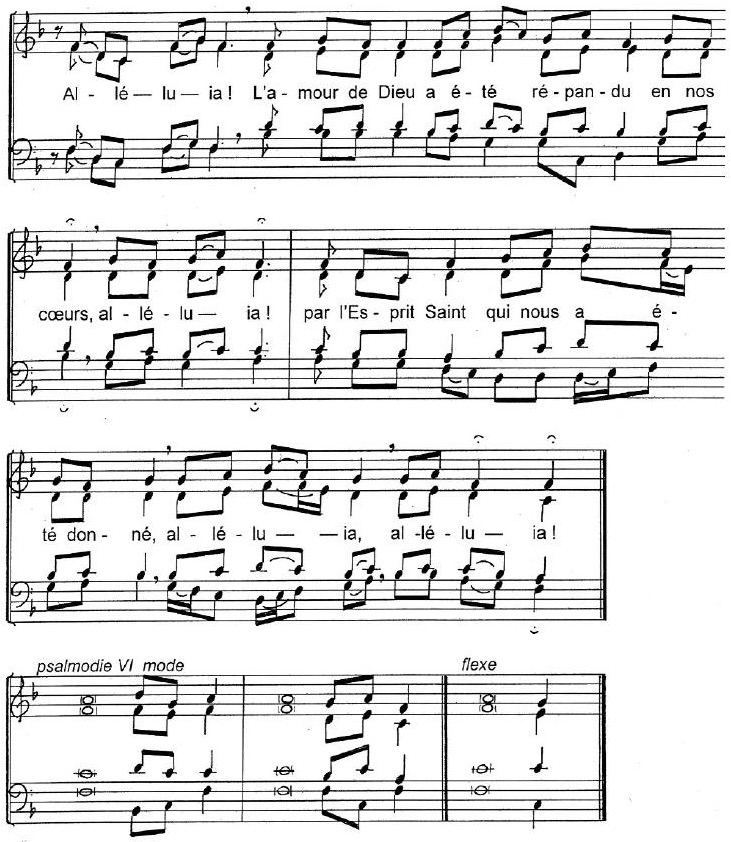 Al - lé — lu — ia ! L'a - mour de Dieu a é - té ré - pan - du en nos
cœurs, al - lé - lu — ia ! par l'Es - prit Saint qui nous a é -
té don - né, al - lé - lu — — ia, al - lé - lu — ia !
psalmodie VI mode flexe